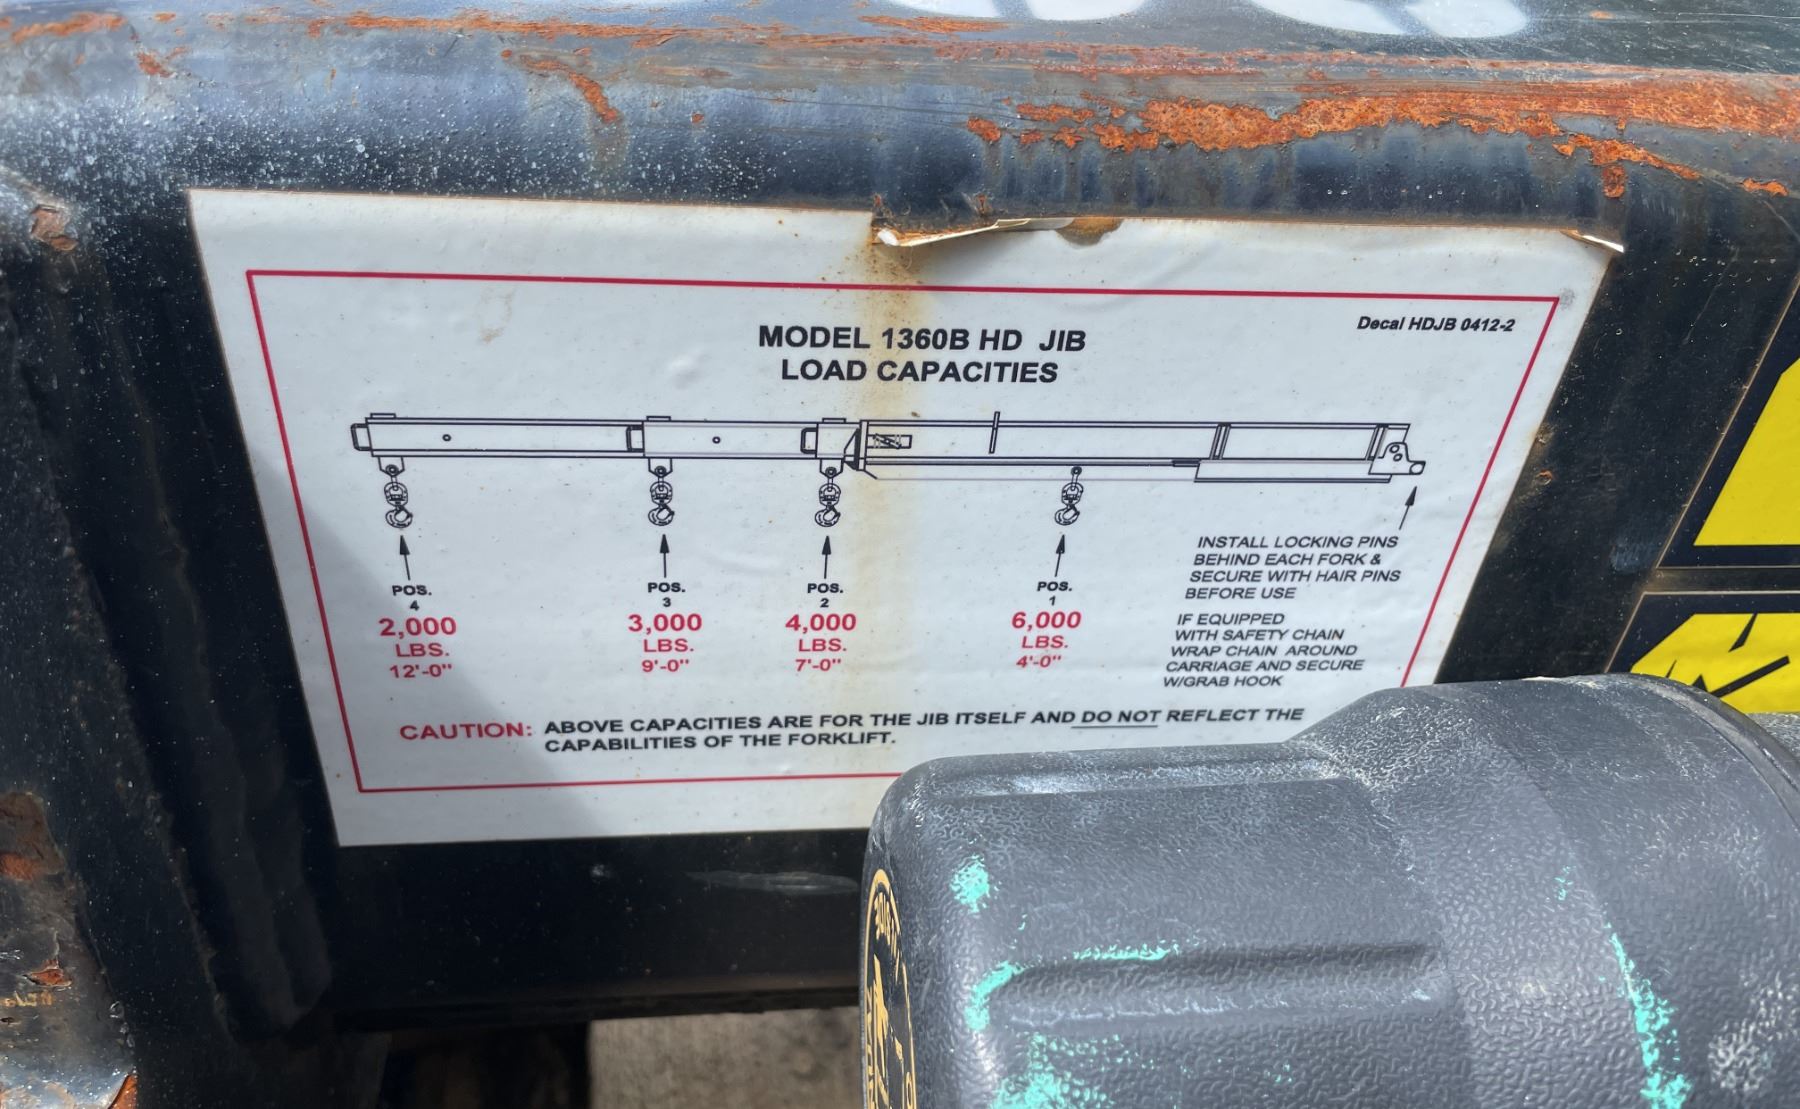 Decal HDJB 0412-2
MODEL 1360B HD JIB
LOAD CAPACITIES
POS.
4
2,000
LBS.
12'-0"
POS.
3
3,000
LBS.
9'-0"
POS.
2
4,000
LBS.
7'-0"
POS.
1
6,000
LBS.
4'-0"
INSTALL LOCKING PINS
BEHIND EACH FORK &
SECURE WITH HAIR PINS
BEFORE USE
IF EQUIPPED
WITH SAFETY CHAIN
WRAP CHAIN AROUND
CARRIAGE AND SECURE
W/GRAB HOOK
CAUTION: ABOVE CAPACITIES ARE FOR THE JIB ITSELF AND DO NOT REFLECT THE
CAPABILITIES OF THE FORKLIFT.